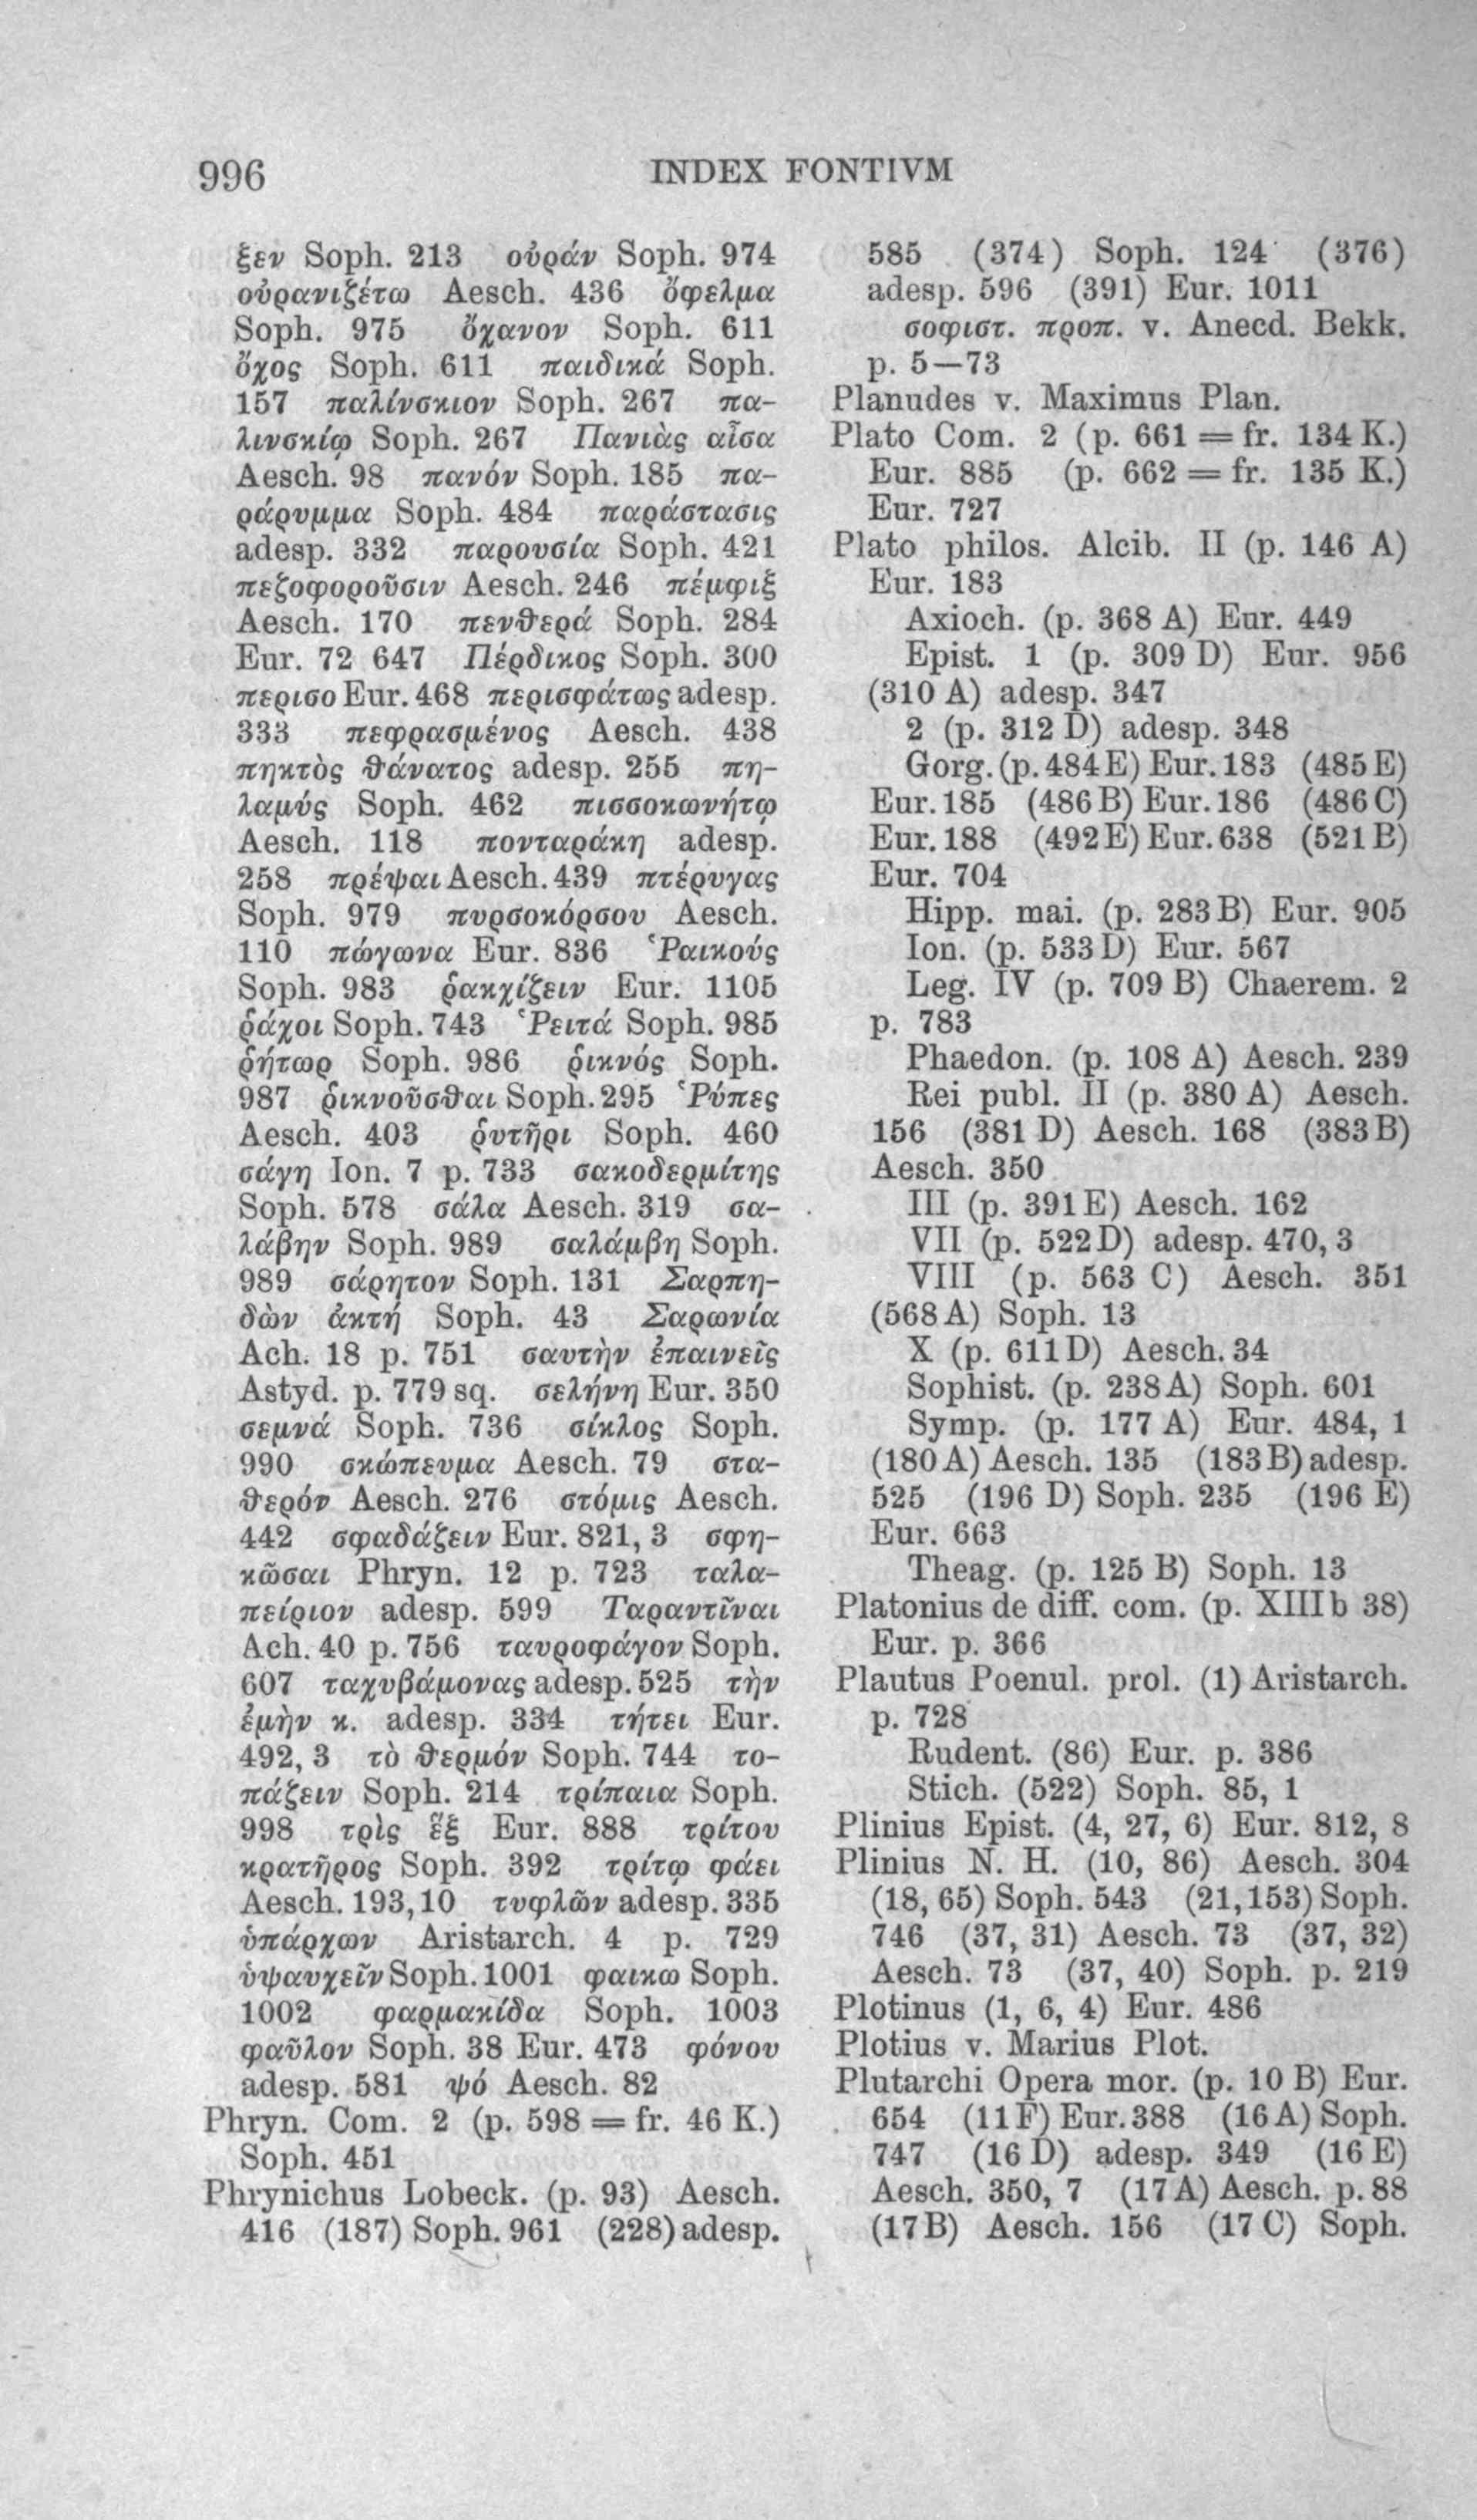 996
INDEX FONTIVM
ξεν Soph. 213 οὐράν Soph. 974
οὐρανιζέτω Aesch. 436 ὄφελμα
Soph. 975 ὄχανον Soph. 611
ὄχος Soph. 611 παιδικά Soph.
157 παλίνσκιον Soph. 267 πα-
λινσκίῳ Soph. 267 Πανιὰς αἶσα
Aesch. 98 πανόν Soph. 185 πα-
ράρυμμα Soph. 484 παράστασις
adesp. 332 παρουσία Soph. 421
πεζοφοροῦσιν Aesch. 246 πέμφιξ
Aesch. 170 πενθερά Soph. 284
Eur. 72 647 Πέρδικος Soph. 300
περισο Eur. 468 περισφάτως adesp.
333 πεφρασμένος Aesch. 438
πηκτὸς θάνατος adesp. 255 πη-
λαμύς Soph. 462 πισσοκωνήτῳ
Aesch. 118 πονταράκη adesp.
258 πρέψαι Aesch. 439 πτέρυγας
Soph. 979 πυρσοκόρσου Aesch.
110 πώγωνα Eur. 836 Ῥαικούς
Soph. 983 ῥακχίζειν Eur. 1105
ῥάχοι Soph. 743 Ῥειτά Soph. 985
ῥήτωρ Soph. 986 ῥικνός Soph.
987 ῥικνοῦσθαι Soph. 295 Ῥύπες
Aesch. 403 ῥυτῆρι Soph. 460
σάγη Ion. 7 p. 733 σακοδερμίτης
Soph. 578 σάλα Aesch. 319 σα-
λάβην Soph. 989 σαλάμβη Soph.
989 σάρητον Soph. 131 Σαρπη-
δὼν ἀκτή Soph. 43 Σαρωνία
Ach. 18 p. 751 σαυτὴν ἐπαινεῖς
Astyd. p. 779 sq. σελήνη Eur. 350
σεμνά Soph. 736 σίκλος Soph.
990 σκώπευμα Aesch. 79 στα-
θερόν Aesch. 276 στόμις Aesch.
442 σφαδάζειν Eur. 821, 3 σφη-
κῶσαι Phryn. 12 p. 723 ταλα-
πείριον adesp. 599 Ταραντῖναι
Ach. 40 p. 756 ταυροφάγον Soph.
607 ταχυβάμονας adesp. 525 τὴν
ἐμὴν κ. adesp. 334 τήτει Eur.
492, 3 τὸ θερμόν Soph. 744 το-
πάζειν Soph. 214 τρίπαια Soph.
998 τρὶς ἕξ Eur. 888 τρίτου
κρατῆρος Soph. 392 τρίτῳ φάει
Aesch. 193,10 τυφλῶν adesp. 335
ὑπάρχων Aristarch. 4 p. 729
ὑψαυχεῖν Soph. 1001 φαικω Soph.
1002 φαρμακίδα Soph. 1003
φαῦλον Soph. 38 Eur. 473 φόνου
adesp. 581 ψό Aesch. 82
Phryn. Com. 2 (p. 598 = fr. 46 K.)
Soph. 451
Phrynichus Lobeck. (p. 93) Aesch.
416 (187) Soph. 961 (228) adesp.
585 (374) Soph. 124 (376)
adesp. 596 (391) Eur. 1011
σοφιστ. προπ. v. Anecd. Bekk.
p. 5—73
Planudes v. Maximus Plan.
Plato Com. 2 (p. 661 = fr. 134 K.)
Eur. 885 (p. 662 = fr. 135 K.)
Eur. 727
Plato philos. Alcib. II (p. 146 A)
Eur. 183
Axioch. (p. 368 A) Eur. 449
Epist. 1 (p. 309 D) Eur. 956
(310 A) adesp. 347
2 (p. 312 D) adesp. 348
Gorg. (p. 484 E) Eur. 183 (485 E)
Eur. 185 (486 B) Eur. 186 (486 C)
Eur. 188 (492 E) Eur. 638 (521 B)
Eur. 704
Hipp. mai. (p. 283 B) Eur. 905
Ion. (p. 533 D) Eur. 567
Leg. IV (p. 709 B) Chaerem. 2
p. 783
Phaedon. (p. 108 A) Aesch. 239
Rei publ. II (p. 380 A) Aesch.
156 (381 D) Aesch. 168 (383 B)
Aesch. 350
III (p. 391 E) Aesch. 162
VII (p. 522 D) adesp. 470, 3
VIII (p. 563 C) Aesch. 351
(568 A) Soph. 13
X (p. 611 D) Aesch. 34
Sophist. (p. 238 A) Soph. 601
Symp. (p. 177 A) Eur. 484, 1
(180 A) Aesch. 135 (183 B) adesp.
525 (196 D) Soph. 235 (196 E)
Eur. 663
Theag. (p. 125 B) Soph. 13
Platonius de diff. com. (p. XIII b 38)
Eur. p. 366
Plautus Poenul. prol. (1) Aristarch.
p. 728
Rudent. (86) Eur. p. 386
Stich. (522) Soph. 85, 1
Plinius Epist. (4, 27, 6) Eur. 812, 8
Plinius N. H. (10, 86) Aesch. 304
(18, 65) Soph. 543 (21,153) Soph.
746 (37, 31) Aesch. 73 (37, 32)
Aesch. 73 (37, 40) Soph. p. 219
Plotinus (1, 6, 4) Eur. 486
Plotius v. Marius Plot.
Plutarchi Opera mor. (p. 10 B) Eur.
654 (11 F) Eur. 388 (16 A) Soph.
747 (16 D) adesp. 349 (16 E)
Aesch. 350, 7 (17 A) Aesch. p. 88
(17 B) Aesch. 156 (17 C) Soph.